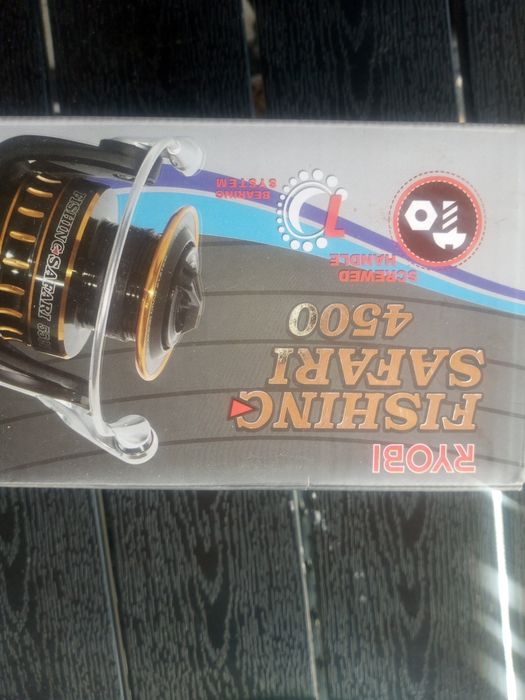 RYOBI
FISHING
SAFARI
4500
SCREWED
HANDLE
7
BEARING
SYSTEM
FISHING SAFARI